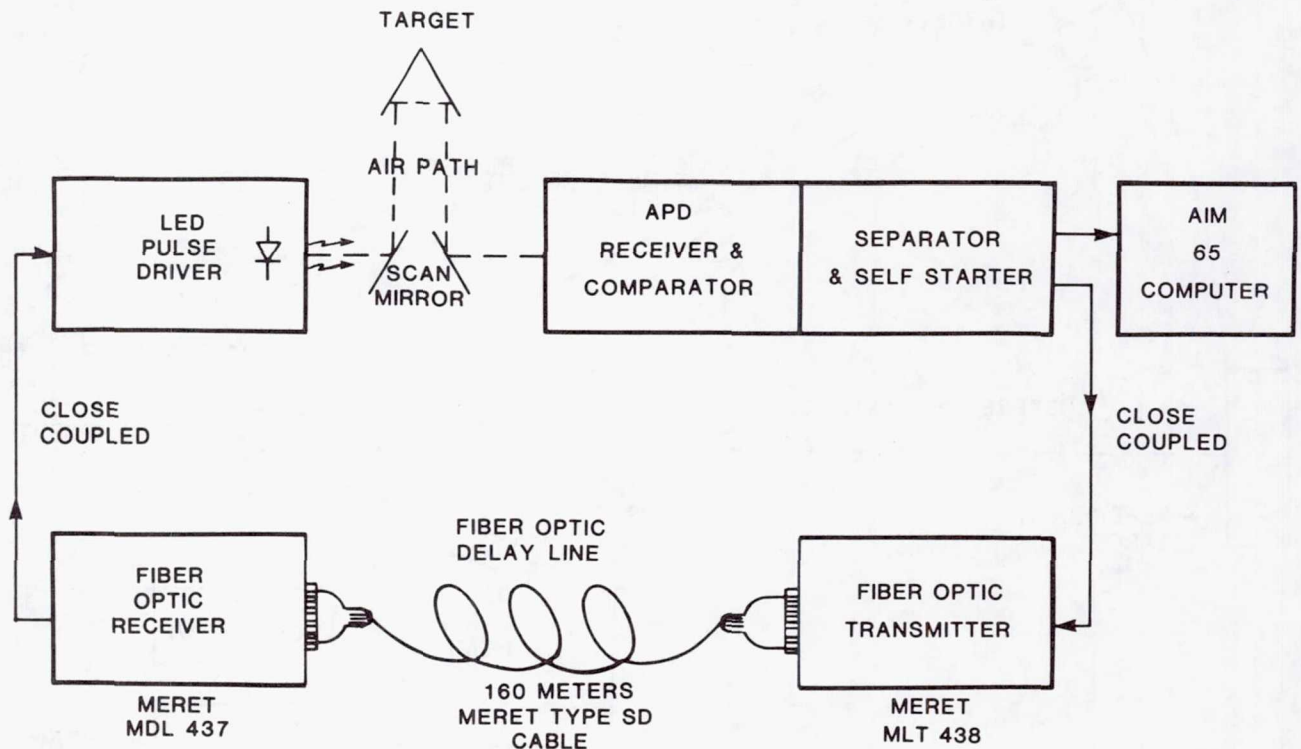 TARGET
AIR PATH
LED
PULSE
DRIVER
SCAN
MIRROR
APD
RECEIVER &
COMPARATOR
SEPARATOR
& SELF STARTER
AIM
65
COMPUTER
CLOSE
COUPLED
CLOSE
COUPLED
FIBER
OPTIC
RECEIVER
MERET
MDL 437
FIBER OPTIC
DELAY LINE
160 METERS
MERET TYPE SD
CABLE
FIBER OPTIC
TRANSMITTER
MERET
MLT 438